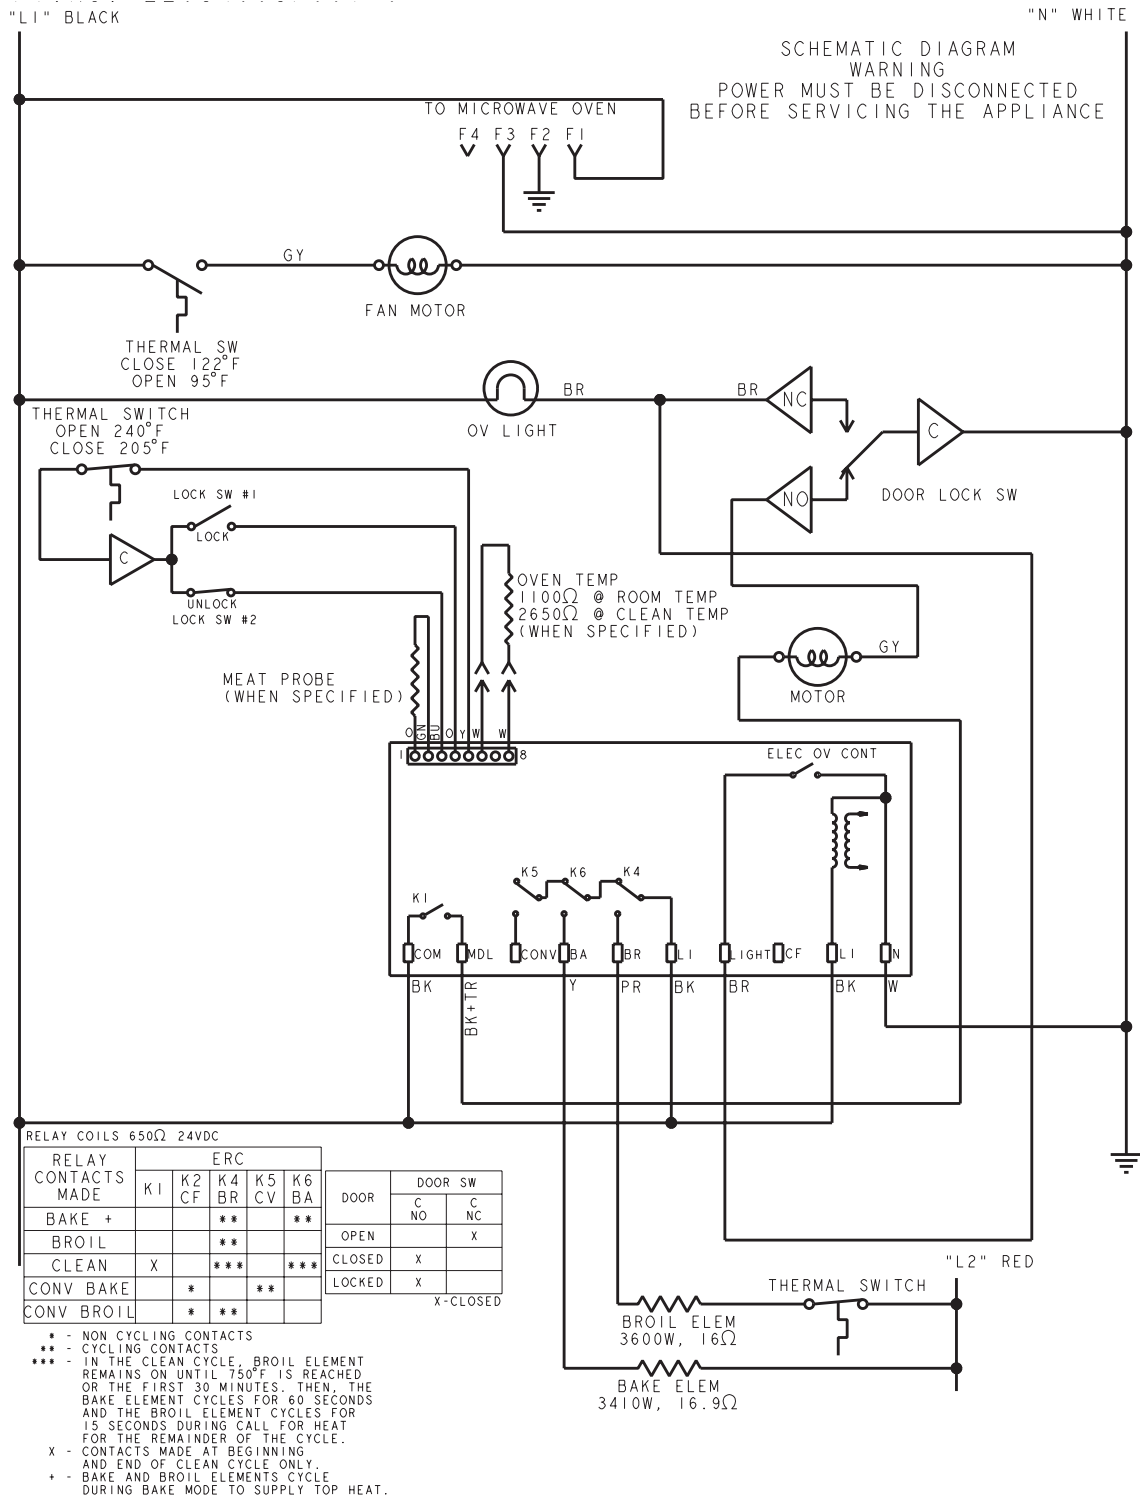 "L1" BLACK
"N" WHITE
SCHEMATIC DIAGRAM
WARNING
POWER MUST BE DISCONNECTED
BEFORE SERVICING THE APPLIANCE
TO MICROWAVE OVEN
F4 F3 F2 F1
GY
FAN MOTOR
THERMAL SW
CLOSE 122°F
OPEN 95°F
BR
BR
NC
OV LIGHT
C
THERMAL SWITCH
OPEN 240°F
CLOSE 205°F
NO
DOOR LOCK SW
LOCK SW #1
LOCK
C
UNLOCK
LOCK SW #2
OVEN TEMP
1100Ω @ ROOM TEMP
2650Ω @ CLEAN TEMP
(WHEN SPECIFIED)
GY
MOTOR
MEAT PROBE
(WHEN SPECIFIED)
O GN BU O Y W W
1 8
ELEC OV CONT
K5 K6 K4
K1
COM MDL CONV BA BR L1 LIGHT CF L1 N
BK BK+TR Y PR BK BR BK W
RELAY COILS 650Ω 24VDC
RELAY
CONTACTS
MADE
ERC
K1 K2 CF K4 BR K5 CV K6 BA
BAKE + ** **
BROIL **
CLEAN X *** ***
CONV BAKE * **
CONV BROIL * **
DOOR
DOOR SW
C NO C NC
OPEN X
CLOSED X
LOCKED X
X-CLOSED
"L2" RED
THERMAL SWITCH
BROIL ELEM
3600W, 16Ω
BAKE ELEM
3410W, 16.9Ω
* - NON CYCLING CONTACTS
** - CYCLING CONTACTS
*** - IN THE CLEAN CYCLE, BROIL ELEMENT
REMAINS ON UNTIL 750°F IS REACHED
OR THE FIRST 30 MINUTES. THEN, THE
BAKE ELEMENT CYCLES FOR 60 SECONDS
AND THE BROIL ELEMENT CYCLES FOR
15 SECONDS DURING CALL FOR HEAT
FOR THE REMAINDER OF THE CYCLE.
X - CONTACTS MADE AT BEGINNING
AND END OF CLEAN CYCLE ONLY.
+ - BAKE AND BROIL ELEMENTS CYCLE
DURING BAKE MODE TO SUPPLY TOP HEAT.